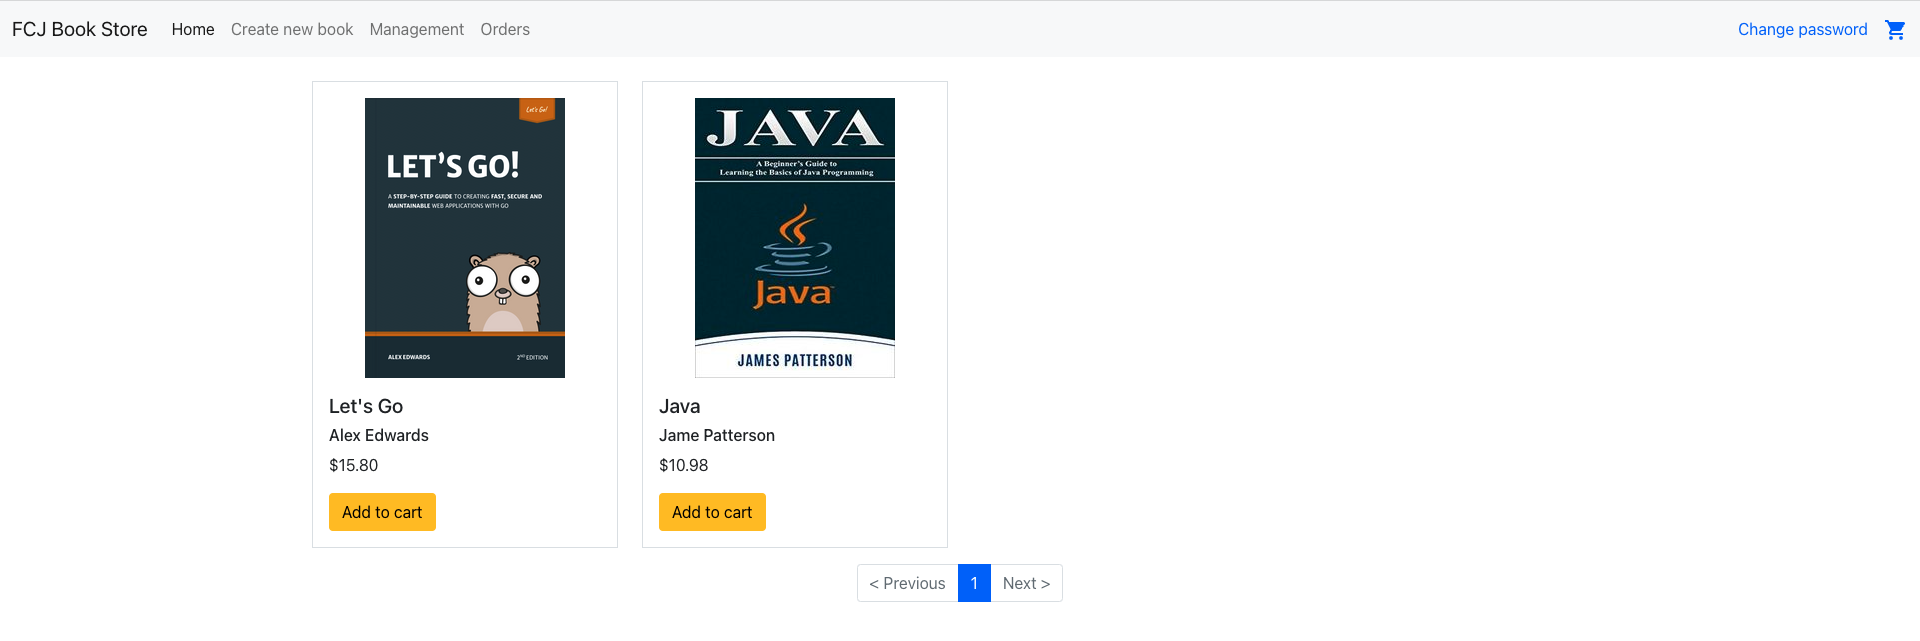 FCJ Book Store Home Create new book Management Orders Change password
Let's Go!
LET'S GO!
A STEP-BY-STEP GUIDE TO CREATING FAST, SECURE AND
MAINTAINABLE WEB APPLICATIONS WITH GO
ALEX EDWARDS 2ND EDITION
Let's Go
Alex Edwards
$15.80
Add to cart
JAVA
A Beginner's Guide to
Learning the Basics of Java Programming
Java
JAMES PATTERSON
Java
Jame Patterson
$10.98
Add to cart
< Previous 1 Next >